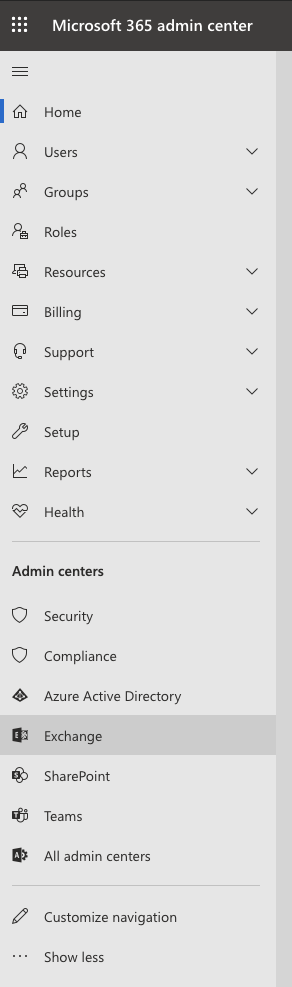 Microsoft 365 admin center
Home
Users
Groups
Roles
Resources
Billing
Support
Settings
Setup
Reports
Health
Admin centers
Security
Compliance
Azure Active Directory
Exchange
SharePoint
Teams
All admin centers
Customize navigation
Show less